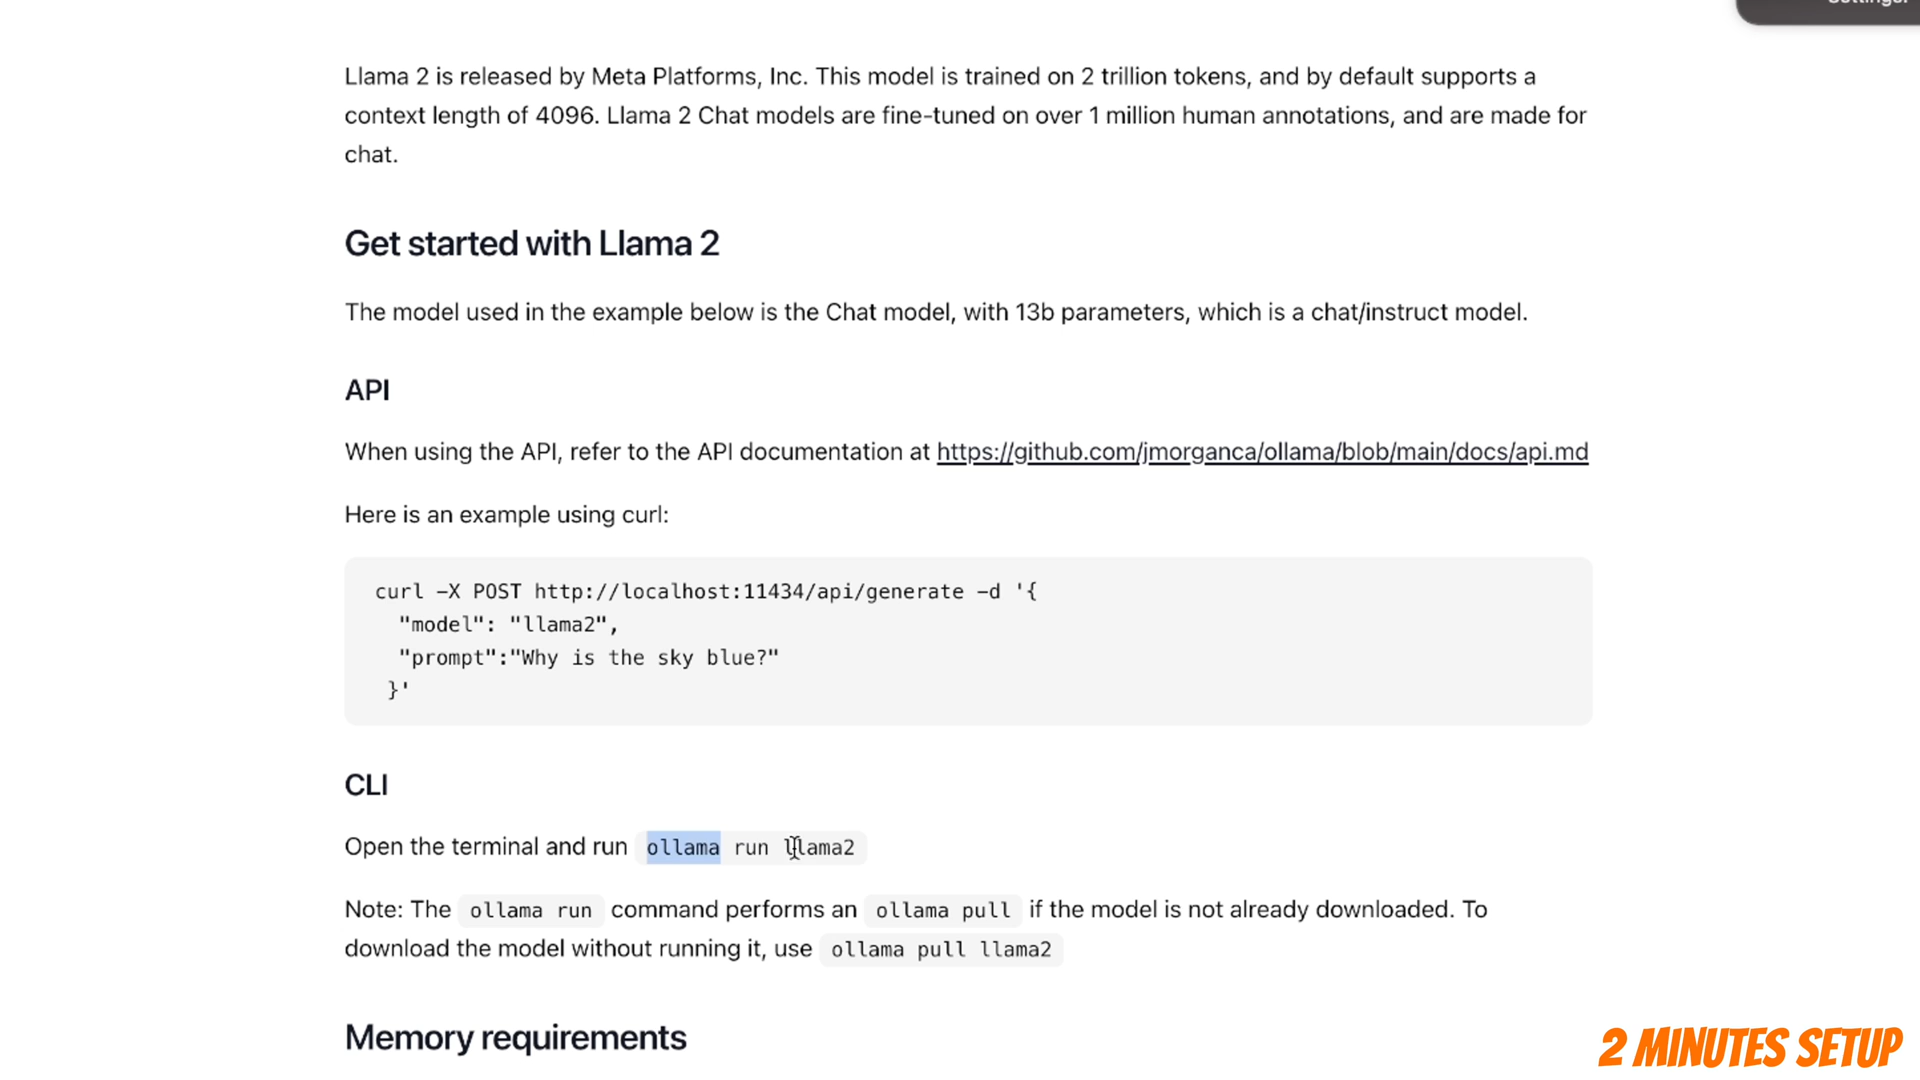 Settings.
Llama 2 is released by Meta Platforms, Inc. This model is trained on 2 trillion tokens, and by default supports a
context length of 4096. Llama 2 Chat models are fine-tuned on over 1 million human annotations, and are made for
chat.
Get started with Llama 2
The model used in the example below is the Chat model, with 13b parameters, which is a chat/instruct model.
API
When using the API, refer to the API documentation at https://github.com/jmorganca/ollama/blob/main/docs/api.md
Here is an example using curl:
curl -X POST http://localhost:11434/api/generate -d '{
"model": "llama2",
"prompt":"Why is the sky blue?"
}'
CLI
Open the terminal and run ollama run llama2
Note: The ollama run command performs an ollama pull if the model is not already downloaded. To
download the model without running it, use ollama pull llama2
Memory requirements
2 MINUTES SETUP